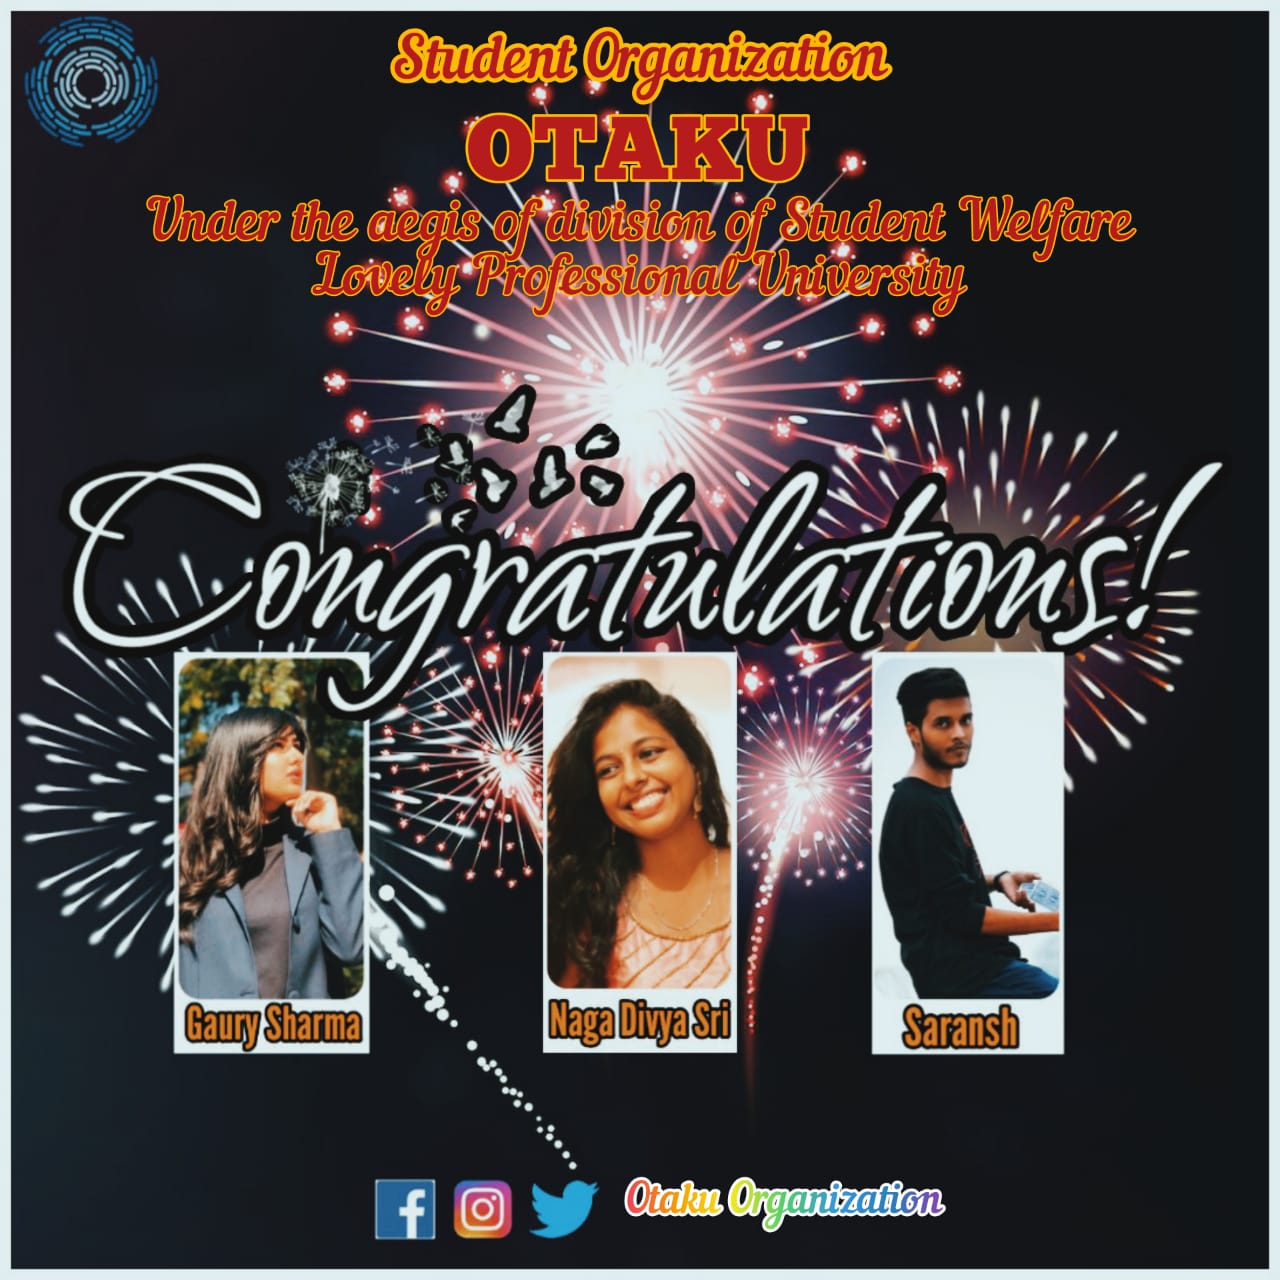 Student Organization
OTAKU
Under the aegis of division of Student Welfare
Lovely Professional University
Congratulations!
Gaury Sharma
Naga Divya Sri
Saransh
Otaku Organization